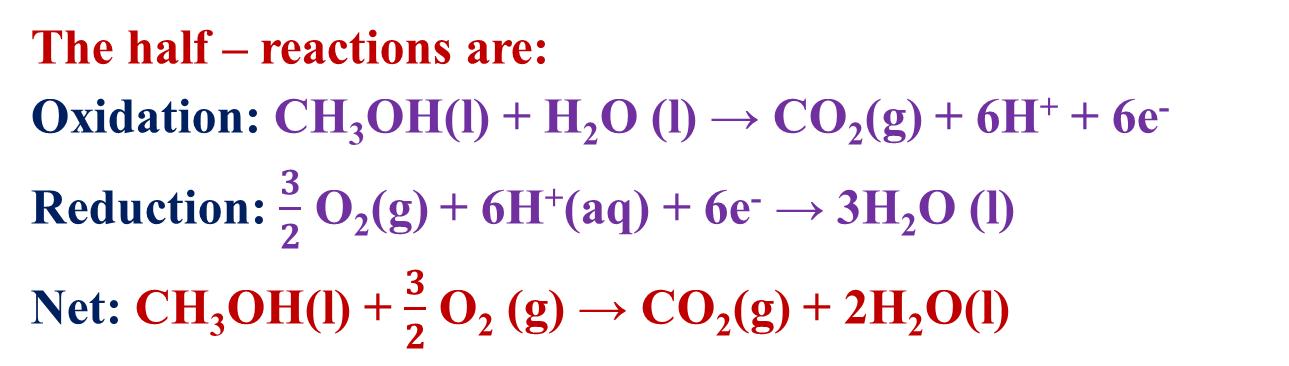 The half – reactions are:
Oxidation: CH₃OH(l) + H₂O (l) → CO₂(g) + 6H⁺ + 6e⁻
Reduction: 3/2 O₂(g) + 6H⁺(aq) + 6e⁻ → 3H₂O (l)
Net: CH₃OH(l) + 3/2 O₂ (g) → CO₂(g) + 2H₂O(l)